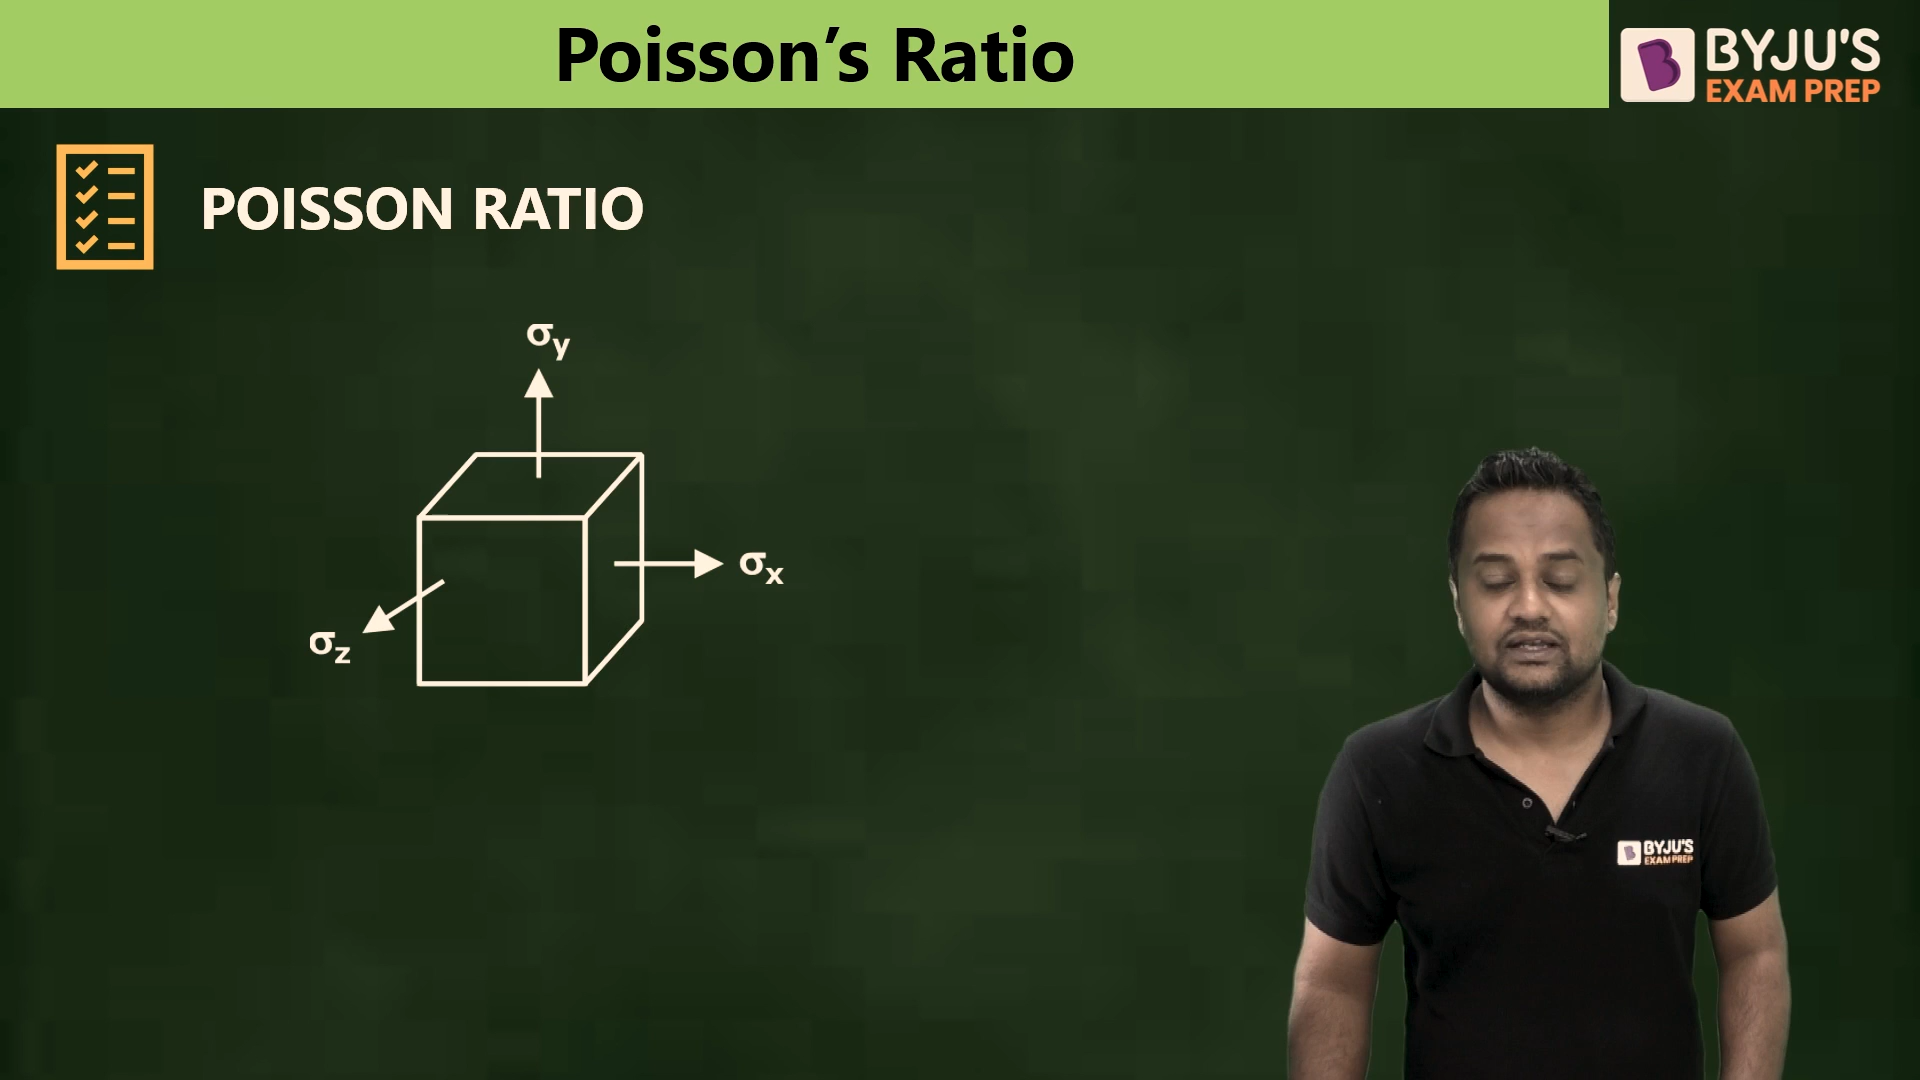 Poisson’s Ratio
BYJU'S
EXAM PREP
POISSON RATIO
σy
σx
σz
BYJU'S
EXAM PREP